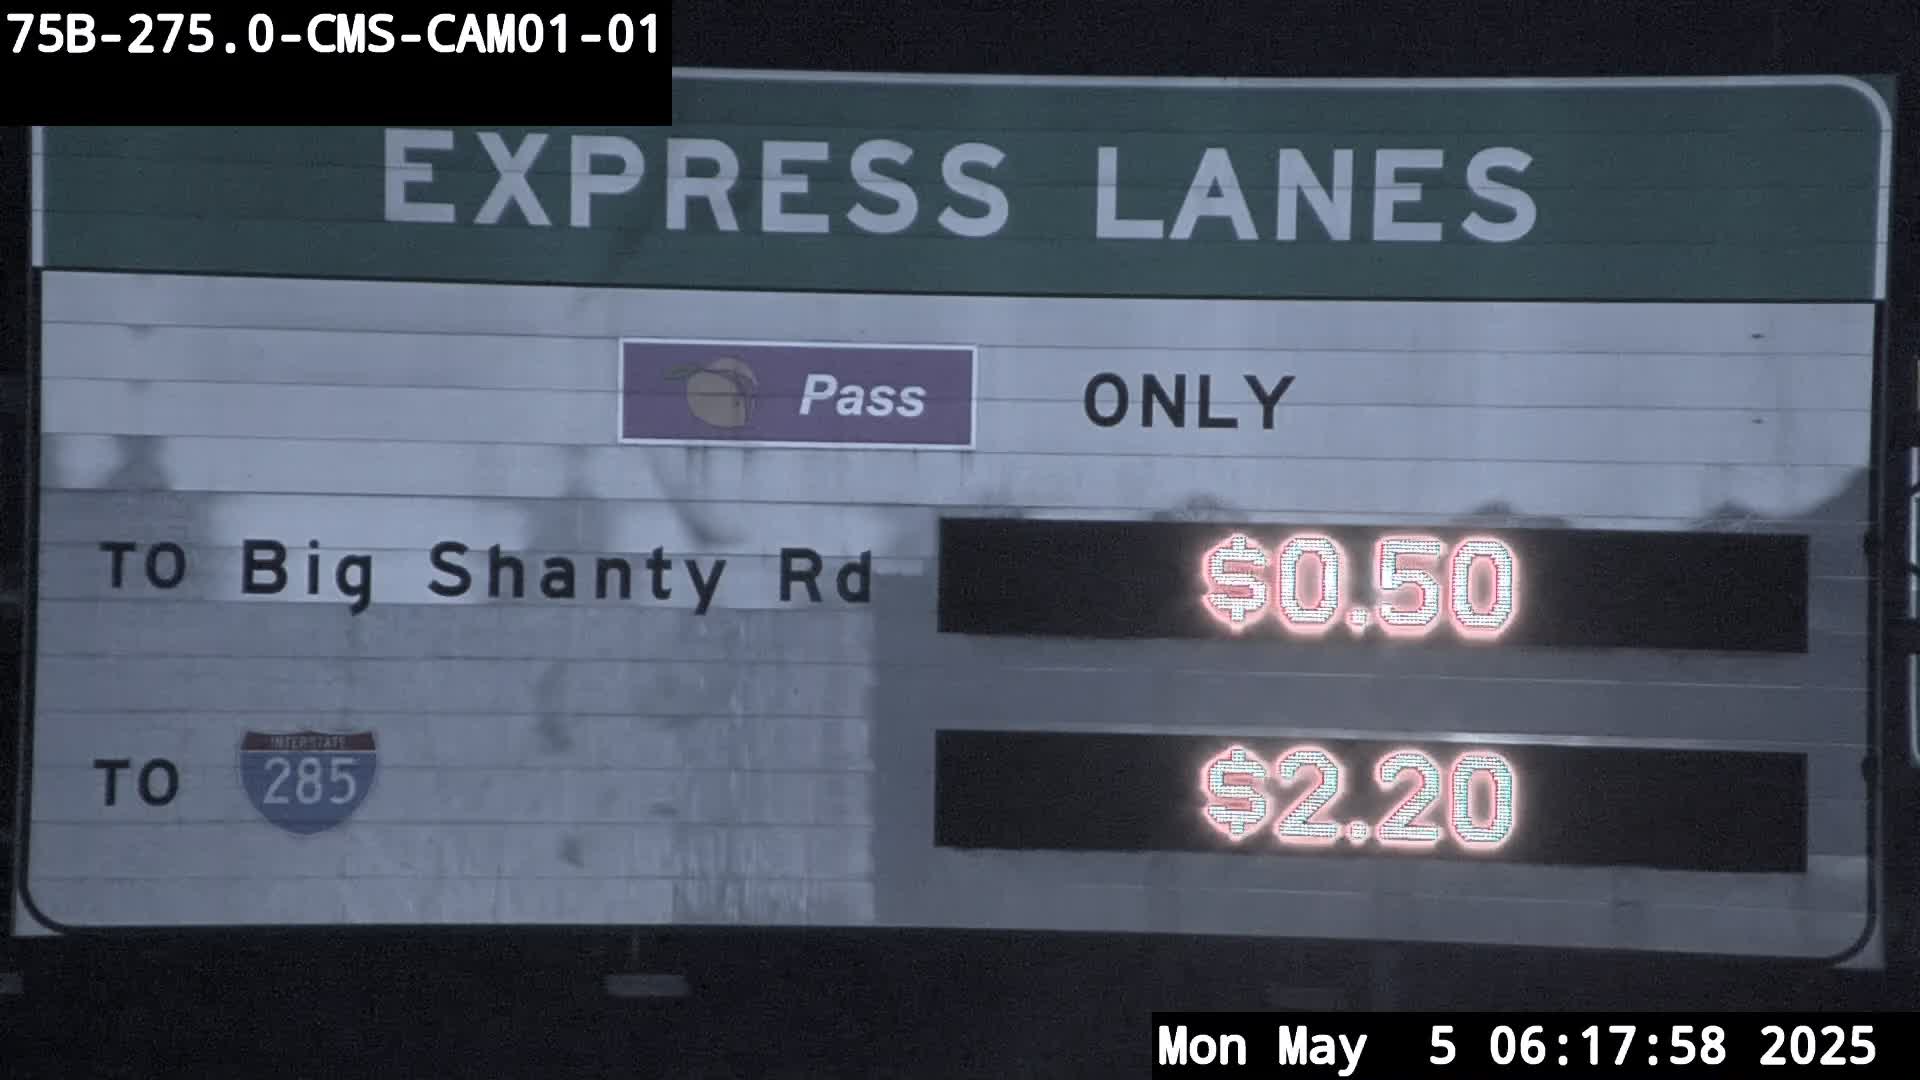 75B-275.0-CMS-CAM01-01
EXPRESS LANES
Pass ONLY
TO Big Shanty Rd $0.50
TO INTERSTATE 285 $2.20
Mon May 5 06:17:58 2025